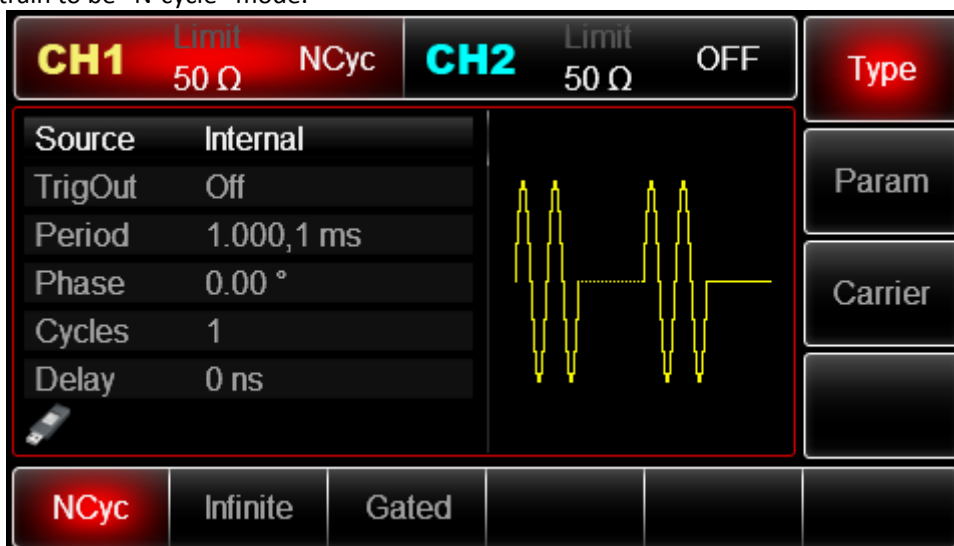 train to be "N-cycle" mode.
CH1 Limit 50 Ω NCyc CH2 Limit 50 Ω OFF Type
Source Internal
TrigOut Off
Param
Period 1.000,1 ms
Phase 0.00 °
Carrier
Cycles 1
Delay 0 ns
NCyc Infinite Gated